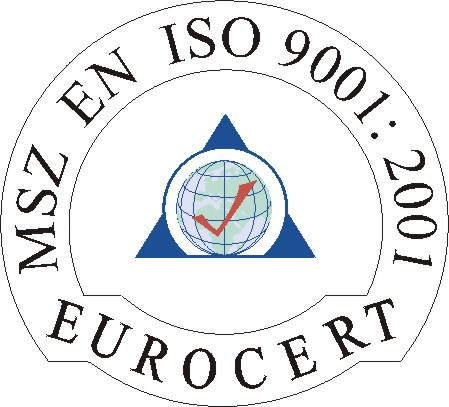 MSZ EN ISO 9001: 2001
EUROCERT